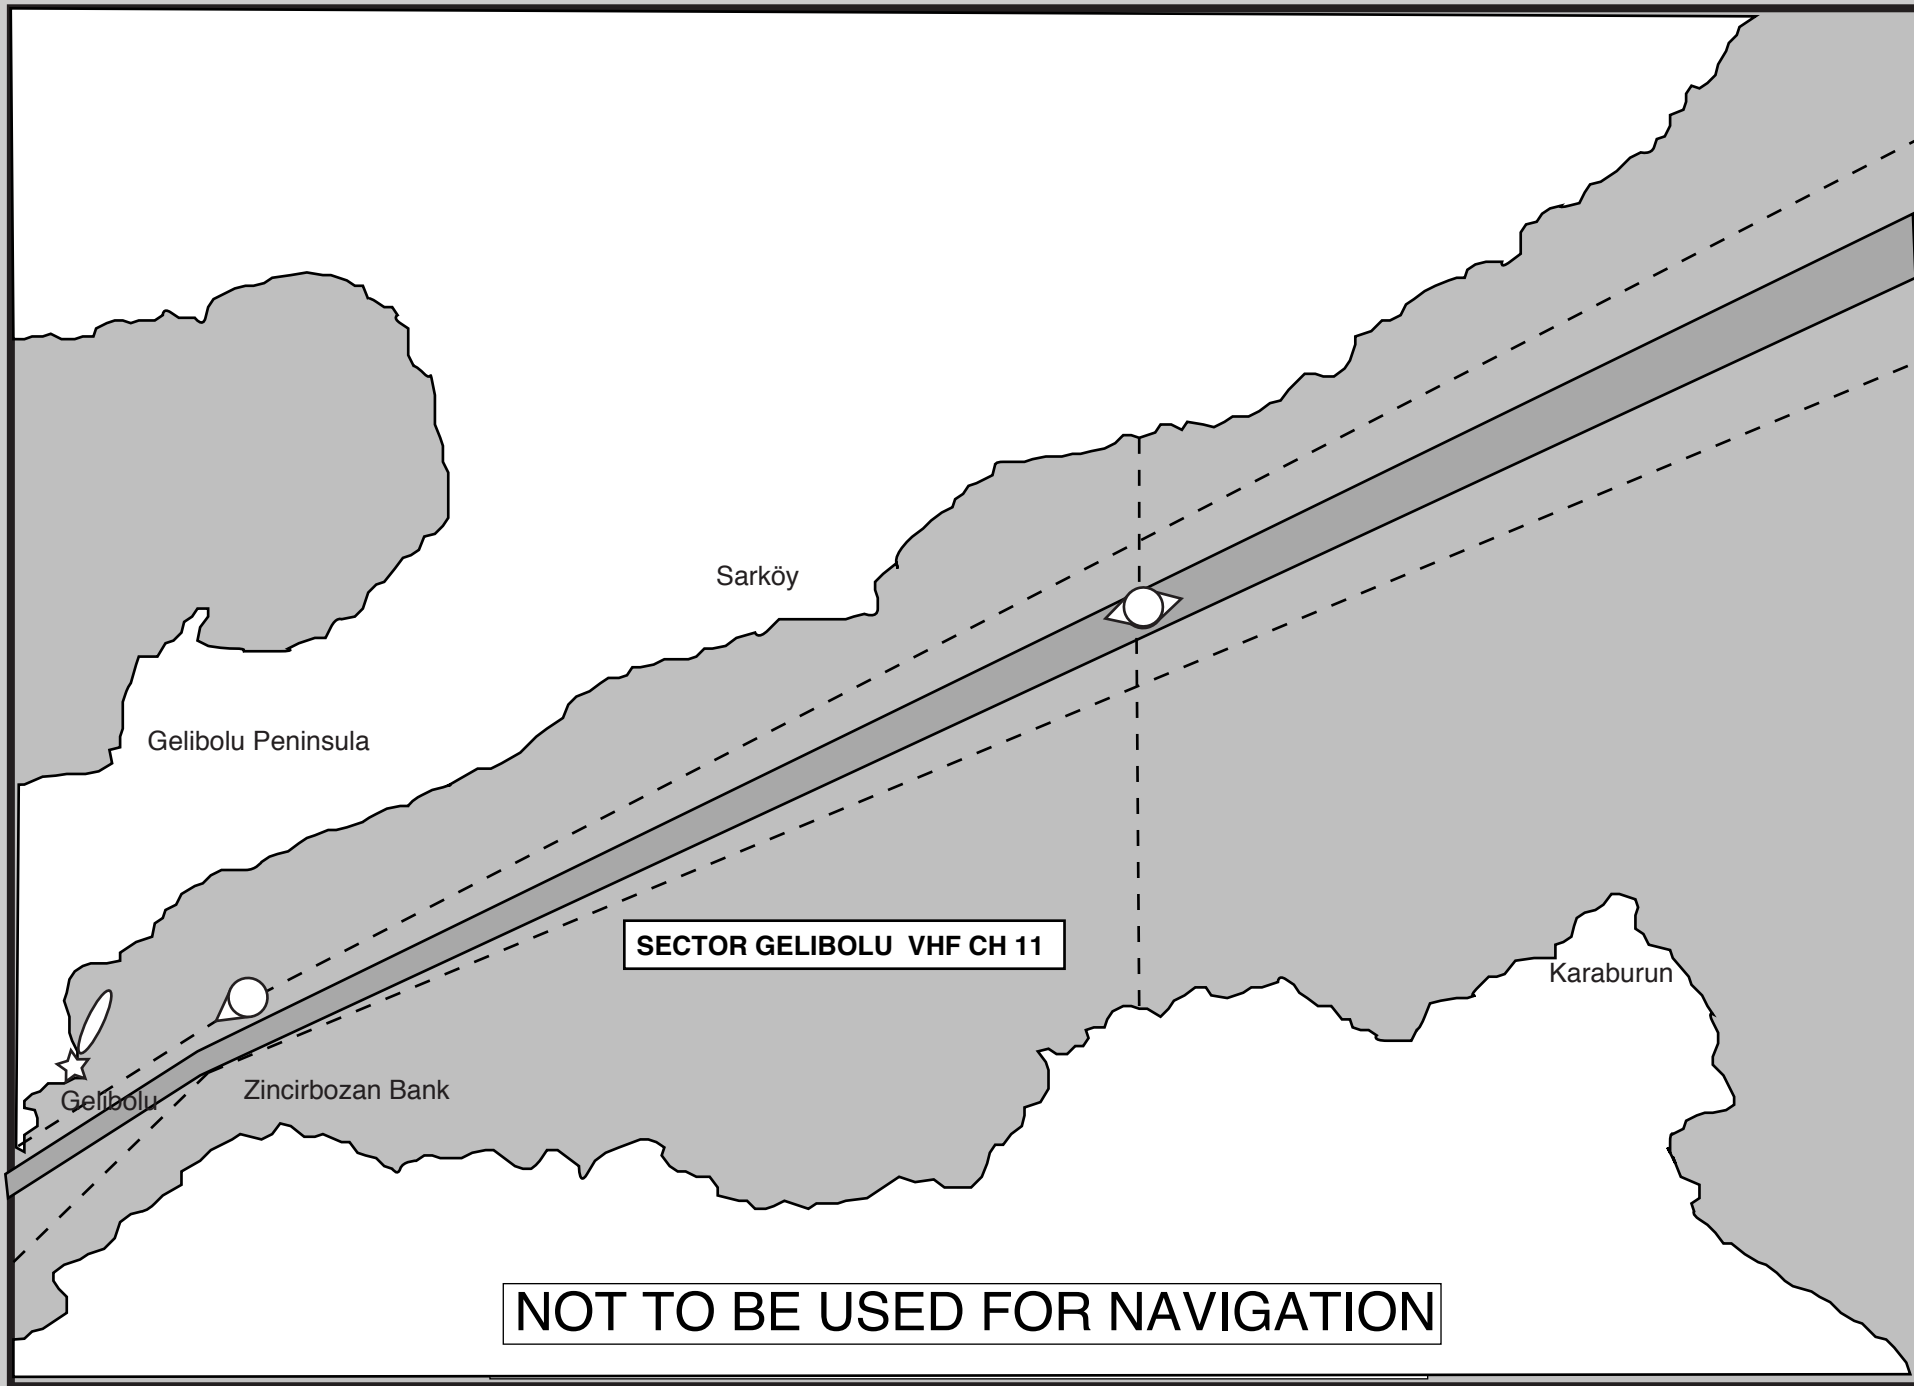 Sarköy
Gelibolu Peninsula
SECTOR GELIBOLU VHF CH 11
Karaburun
Gelibolu
Zincirbozan Bank
NOT TO BE USED FOR NAVIGATION